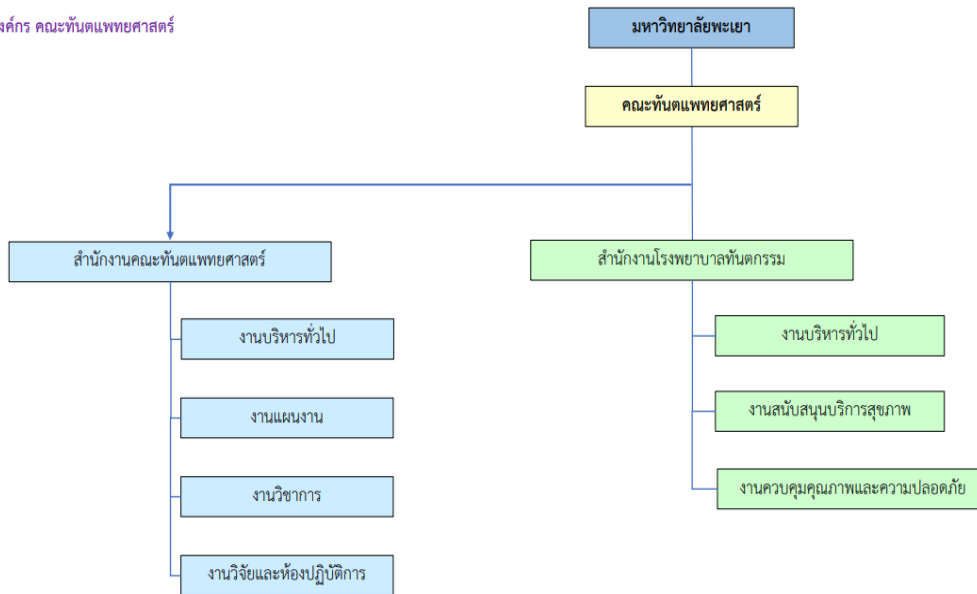 งค์กร คณะทันตแพทยศาสตร์
มหาวิทยาลัยพะเยา
คณะทันตแพทยศาสตร์
สำนักงานคณะทันตแพทยศาสตร์
งานบริหารทั่วไป
งานแผนงาน
งานวิชาการ
งานวิจัยและห้องปฏิบัติการ
สำนักงานโรงพยาบาลทันตกรรม
งานบริหารทั่วไป
งานสนับสนุนบริการสุขภาพ
งานควบคุมคุณภาพและความปลอดภัย